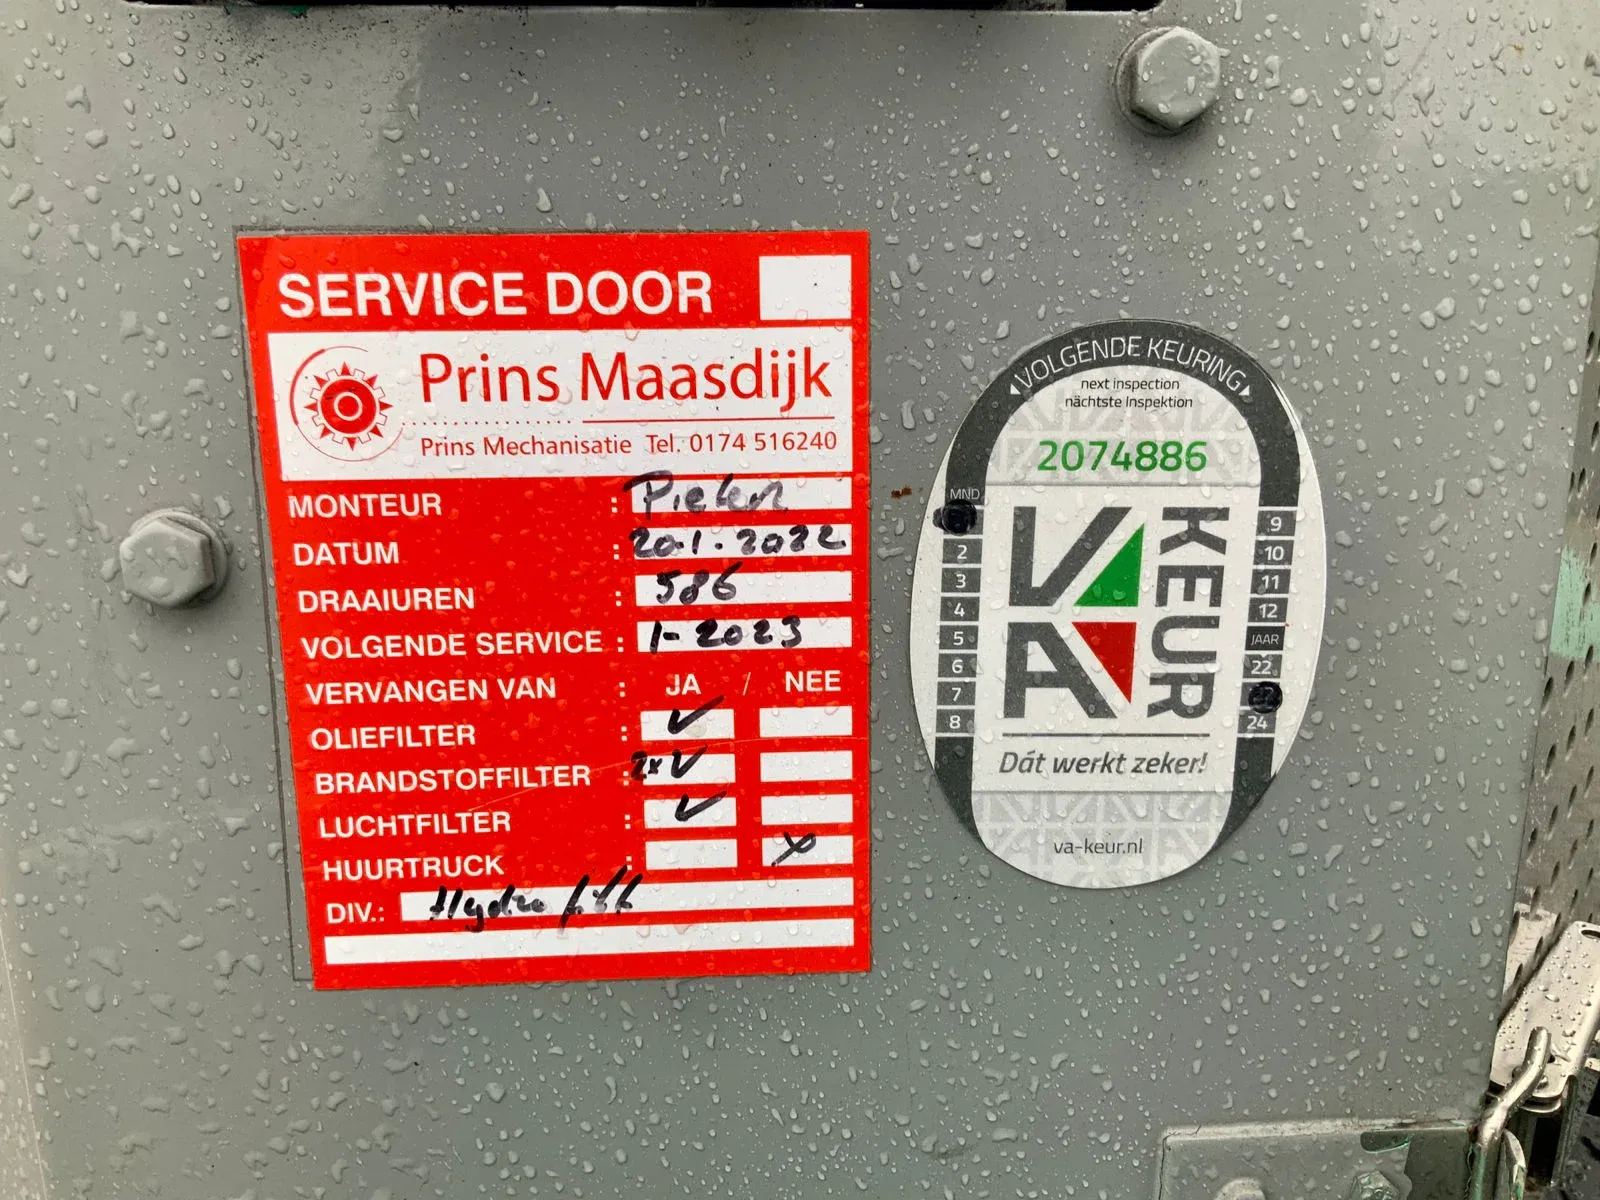 SERVICE DOOR
Prins Maasdijk
Prins Mechanisatie Tel. 0174 516240
MONTEUR :
DATUM : 20.1.2022
DRAAIUREN : 586
VOLGENDE SERVICE : 1-2023
VERVANGEN VAN : JA / NEE
OLIEFILTER :
BRANDSTOFFILTER : 2x
LUCHTFILTER :
HUURTRUCK :
DIV.: Hydro filt
VOLGENDE KEURING
next inspection
nächtste Inspektion
2074886
MND
2
3
4
5
6
7
8
9
10
11
12
JAAR
22
24
VA
KEUR
Dát werkt zeker!
va-keur.nl